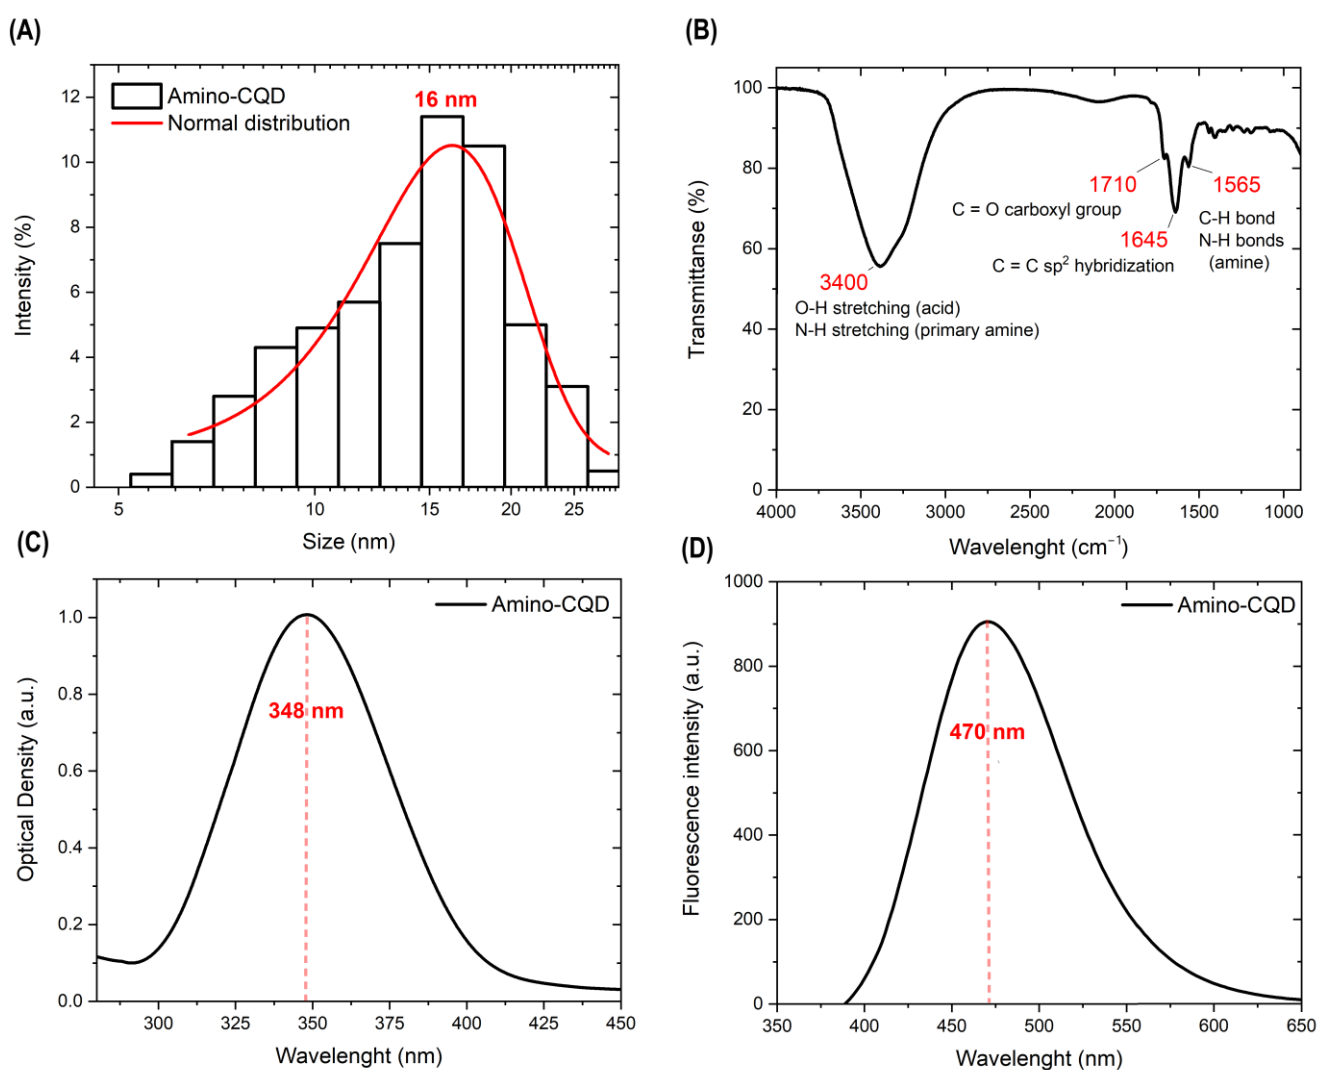 (A)
Amino-CQD
Normal distribution
16 nm
Intensity (%)
12
10
8
6
4
2
0
5
10
15
20
25
Size (nm)
(B)
Transmittanse (%)
100
80
60
40
20
0
1710
1565
C = O carboxyl group
C-H bond
1645
N-H bonds
(amine)
C = C sp² hybridization
3400
O-H stretching (acid)
N-H stretching (primary amine)
4000
3500
3000
2500
2000
1500
1000
Wavelenght (cm⁻¹)
(C)
Amino-CQD
348 nm
Optical Density (a.u.)
1.0
0.8
0.6
0.4
0.2
0.0
300
325
350
375
400
425
450
Wavelenght (nm)
(D)
Amino-CQD
470 nm
Fluorescence intensity (a.u.)
1000
800
600
400
200
0
350
400
450
500
550
600
650
Wavelenght (nm)